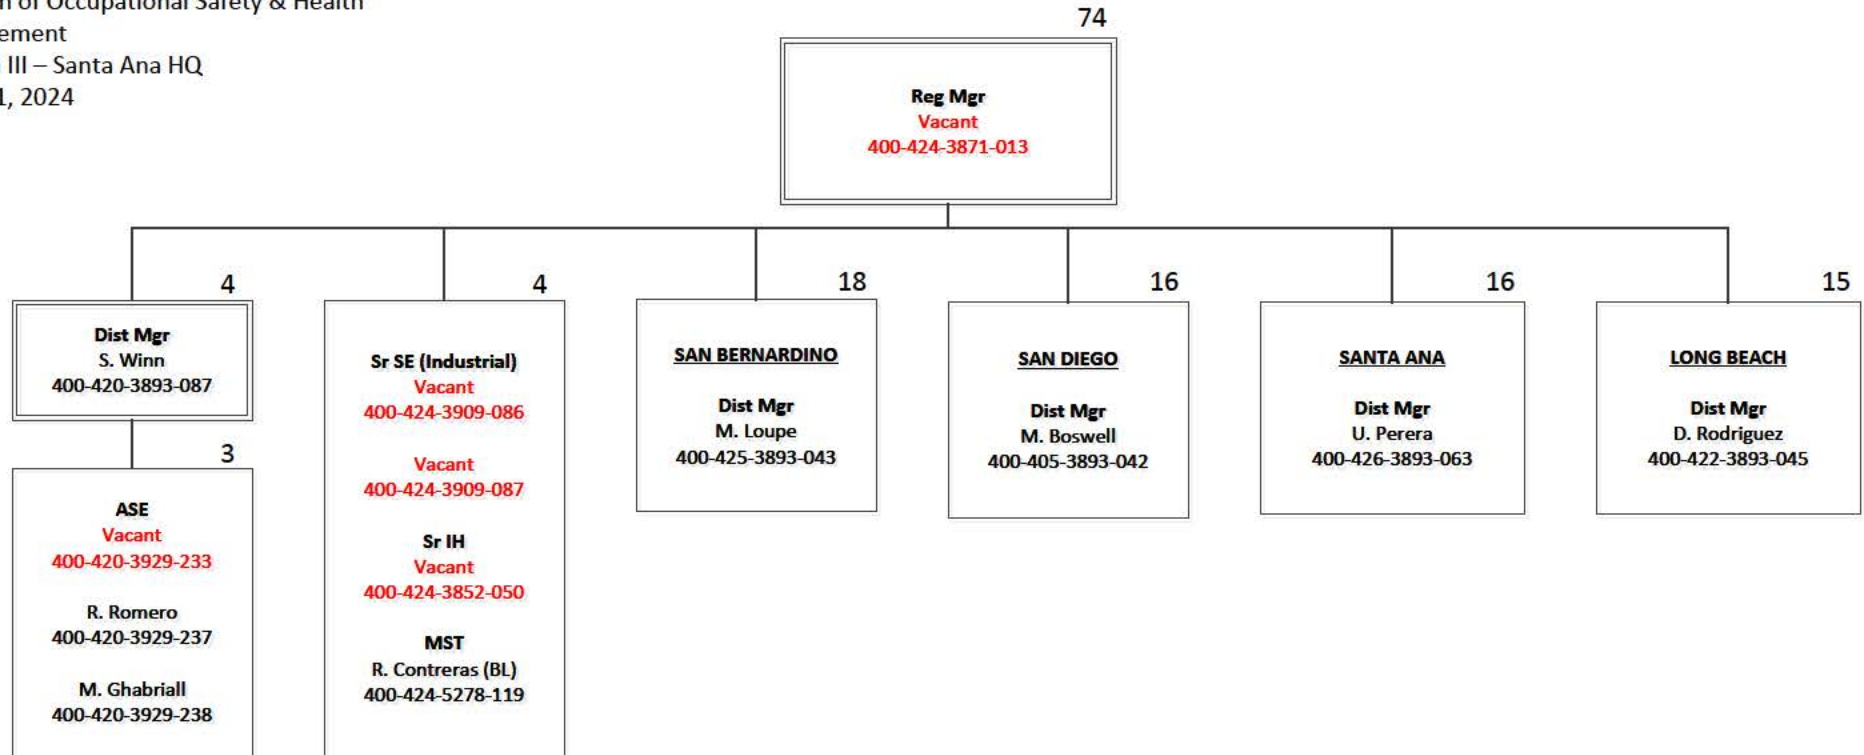 of Occupational Safety & Health
III – Santa Ana HQ
2024
74
Reg Mgr
Vacant
400-424-3871-013
4
Dist Mgr
S. Winn
400-420-3893-087
3
ASE
Vacant
400-420-3929-233
R. Romero
400-420-3929-237
M. Ghabriall
400-420-3929-238
4
Sr SE (Industrial)
Vacant
400-424-3909-086
Vacant
400-424-3909-087
Sr IH
Vacant
400-424-3852-050
MST
R. Contreras (BL)
400-424-5278-119
18
SAN BERNARDINO
Dist Mgr
M. Loupe
400-425-3893-043
16
SAN DIEGO
Dist Mgr
M. Boswell
400-405-3893-042
16
SANTA ANA
Dist Mgr
U. Perera
400-426-3893-063
15
LONG BEACH
Dist Mgr
D. Rodriguez
400-422-3893-045